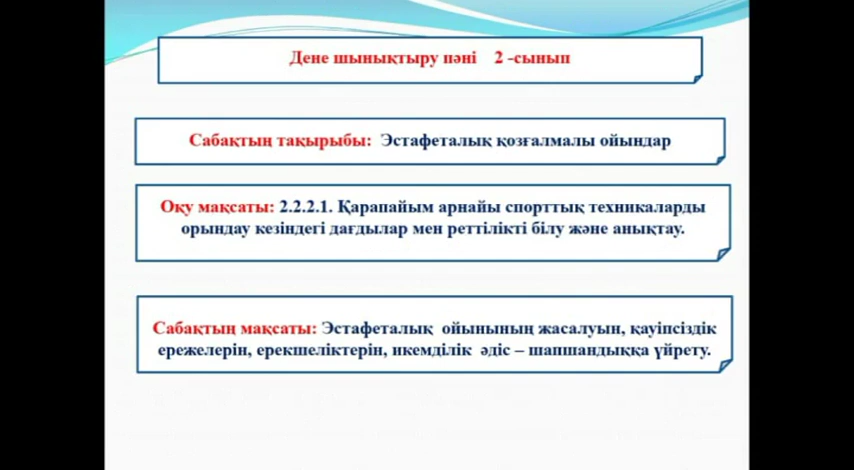 Дене шынықтыру пәні 2 -сынып
Сабақтың тақырыбы: Эстафеталық қозғалмалы ойындар
Оқу мақсаты: 2.2.2.1. Қарапайым арнайы спорттық техникаларды
орындау кезіндегі дағдылар мен реттілікті білу және анықтау.
Сабақтың мақсаты: Эстафеталық ойынының жасалуын, қауіпсіздік
ережелерін, ерекшеліктерін, икемділік әдіс – шапшандыққа үйрету.